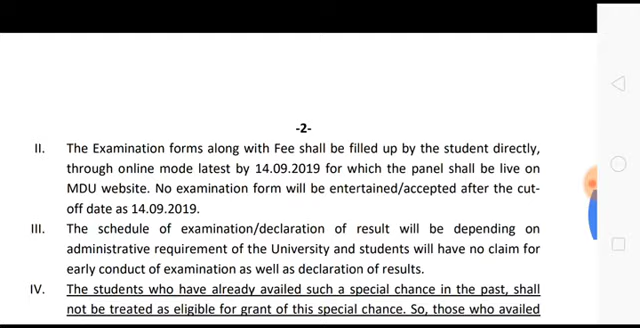 -2-
II. The Examination forms along with Fee shall be filled up by the student directly,
through online mode latest by 14.09.2019 for which the panel shall be live on
MDU website. No examination form will be entertained/accepted after the cut-
off date as 14.09.2019.
III. The schedule of examination/declaration of result will be depending on
administrative requirement of the University and students will have no claim for
early conduct of examination as well as declaration of results.
IV. The students who have already availed such a special chance in the past, shall
not be treated as eligible for grant of this special chance. So, those who availed